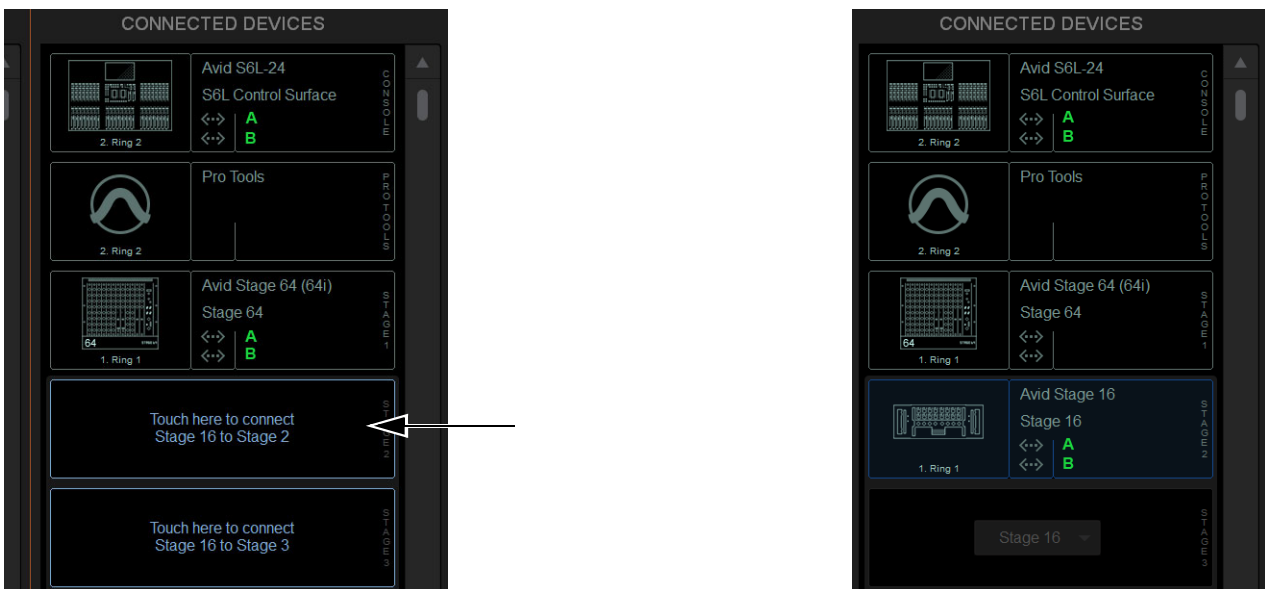 CONNECTED DEVICES
Avid S6L-24
S6L Control Surface
A
B
2. Ring 2
CONSOLE
Pro Tools
2. Ring 2
PROTOOLS
Avid Stage 64 (64i)
Stage 64
A
B
64
1. Ring 1
STAGE 1
Touch here to connect
Stage 16 to Stage 2
STAGE 2
Touch here to connect
Stage 16 to Stage 3
STAGE 3
CONNECTED DEVICES
Avid S6L-24
S6L Control Surface
A
B
2. Ring 2
CONSOLE
Pro Tools
2. Ring 2
PROTOOLS
Avid Stage 64 (64i)
Stage 64
64
1. Ring 1
STAGE 1
Avid Stage 16
Stage 16
A
B
1. Ring 1
STAGE 2
Stage 16
STAGE 3